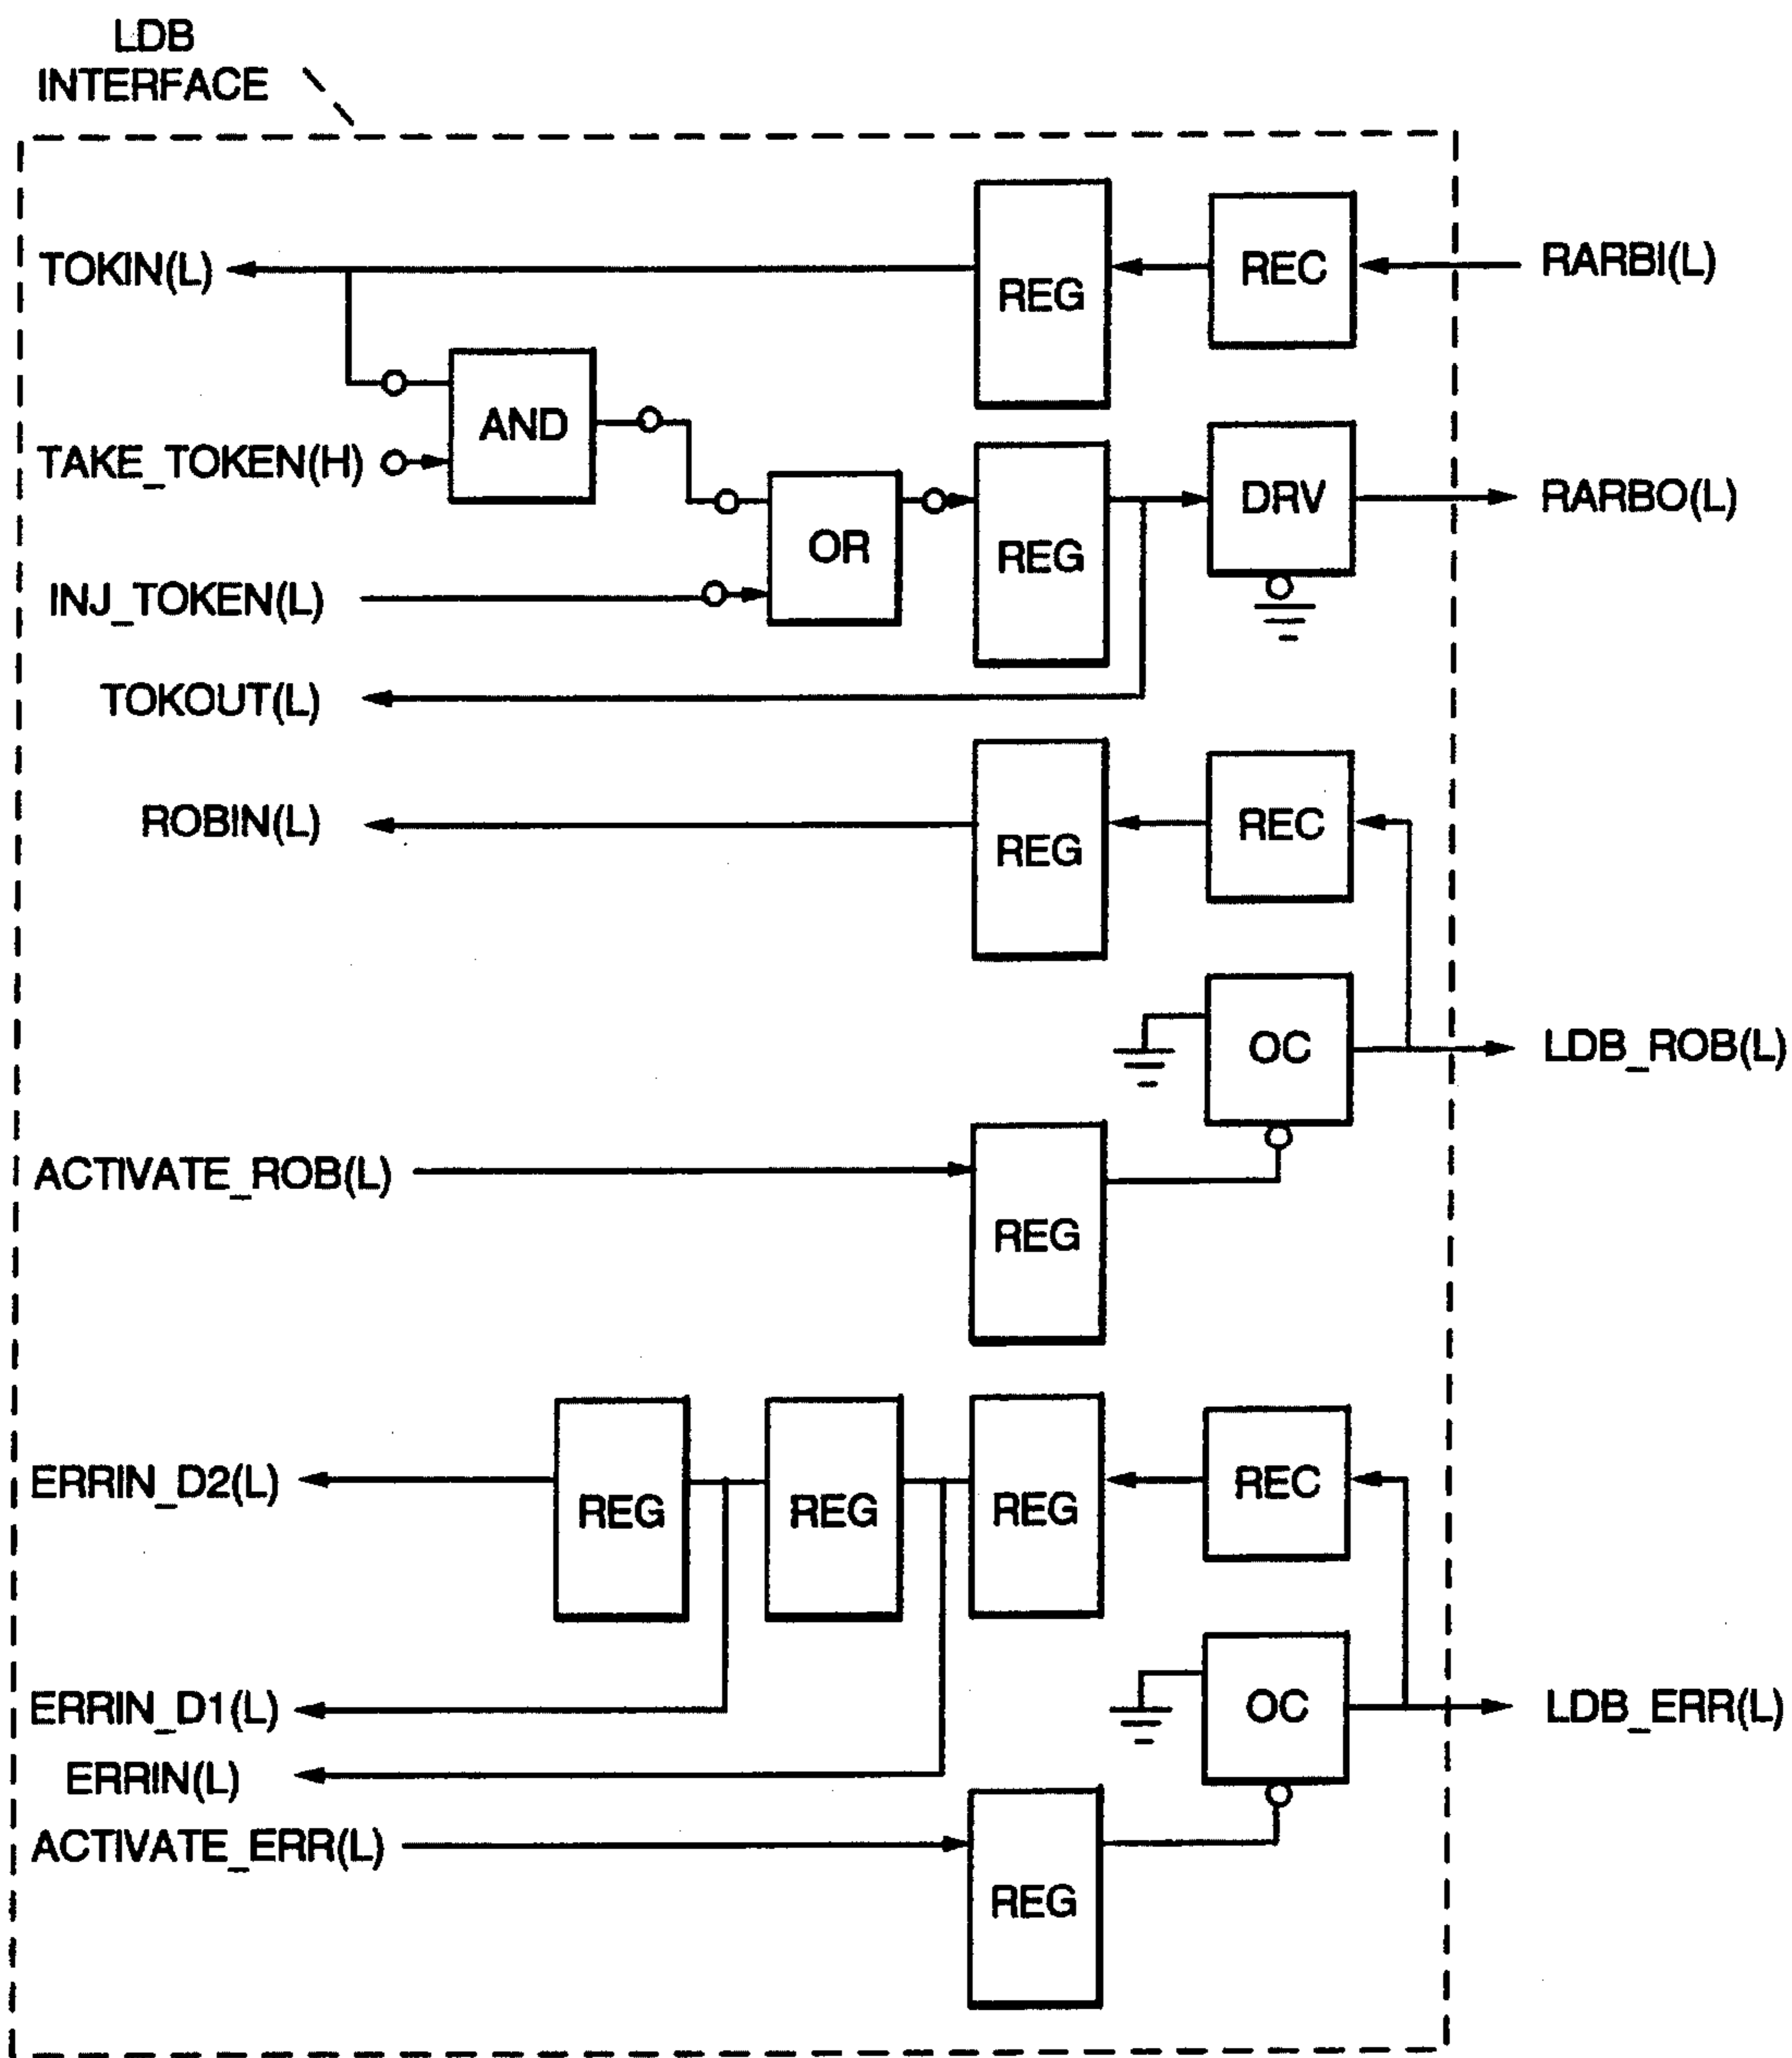 LDB
INTERFACE
TOKIN(L)
REG
REC
RARBI(L)
AND
TAKE_TOKEN(H)
OR
REG
DRV
RARBO(L)
INJ_TOKEN(L)
TOKOUT(L)
ROBIN(L)
REG
REC
OC
LDB_ROB(L)
ACTIVATE_ROB(L)
REG
ERRIN_D2(L)
REG
REG
REG
REC
ERRIN_D1(L)
OC
LDB_ERR(L)
ERRIN(L)
ACTIVATE_ERR(L)
REG